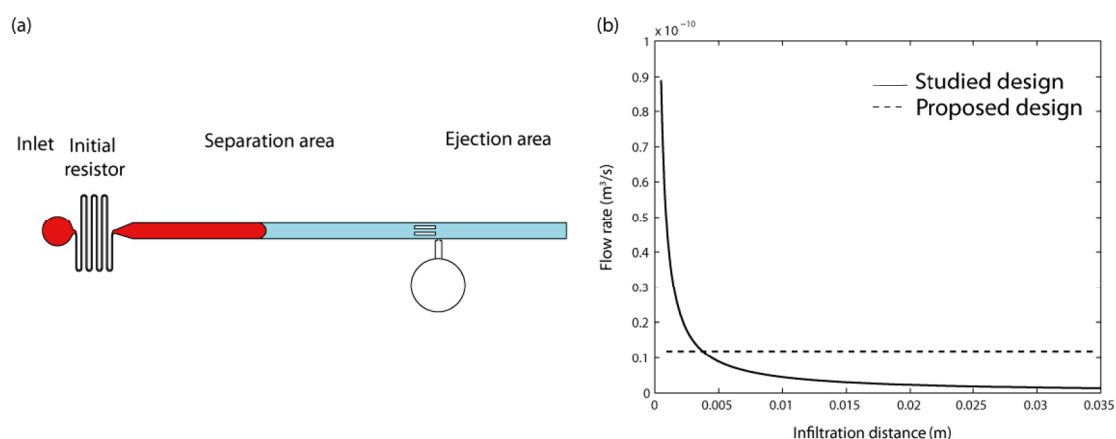 (a)
Inlet
Initial
resistor
Separation area
Ejection area
(b)
x 10⁻¹⁰
1
0.9
0.8
0.7
0.6
0.5
0.4
0.3
0.2
0.1
0
Flow rate (m³/s)
Studied design
Proposed design
0
0.005
0.01
0.015
0.02
0.025
0.03
0.035
Infiltration distance (m)